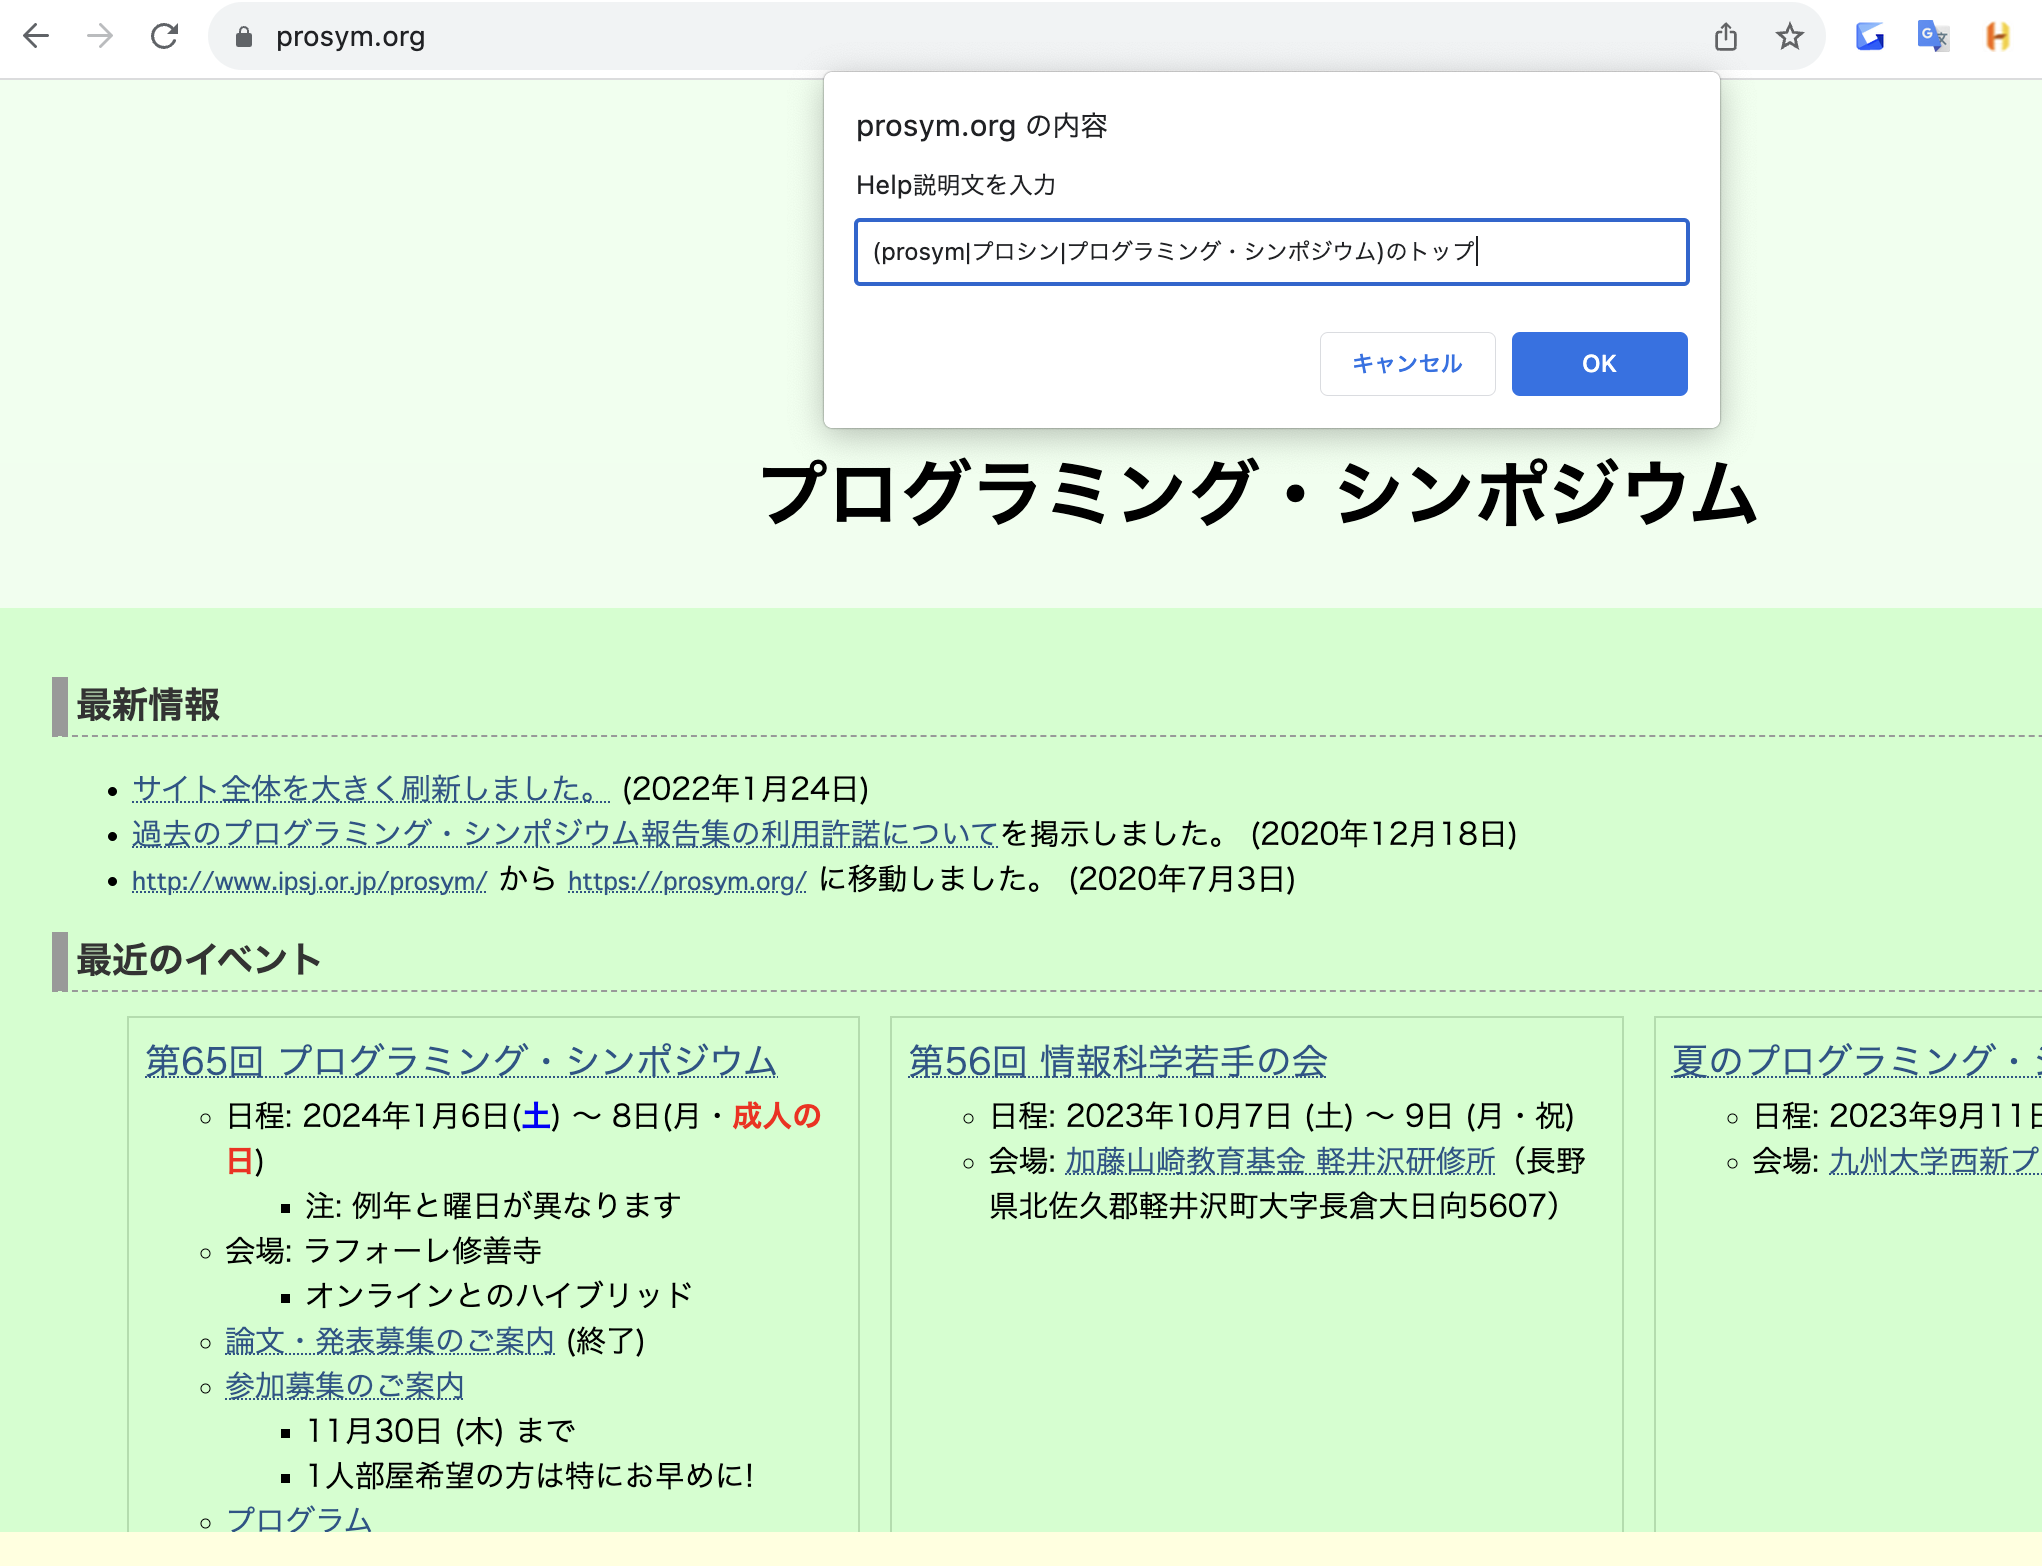 prosym.org
prosym.org の内容
Help説明文を入力
(prosym|プロシン|プログラミング・シンポジウム)のトップ
キャンセル
OK
プログラミング・シンポジウム
最新情報
サイト全体を大きく刷新しました。 (2022年1月24日)
過去のプログラミング・シンポジウム報告集の利用許諾についてを掲示しました。 (2020年12月18日)
http://www.ipsj.or.jp/prosym/ から https://prosym.org/ に移動しました。 (2020年7月3日)
最近のイベント
第65回 プログラミング・シンポジウム
日程: 2024年1月6日(土) ～ 8日(月・成人の
日)
注: 例年と曜日が異なります
会場: ラフォーレ修善寺
オンラインとのハイブリッド
論文・発表募集のご案内 (終了)
参加募集のご案内
11月30日 (木) まで
1人部屋希望の方は特にお早めに!
プログラム
第56回 情報科学若手の会
日程: 2023年10月7日 (土) ～ 9日 (月・祝)
会場: 加藤山崎教育基金 軽井沢研修所（長野
県北佐久郡軽井沢町大字長倉大日向5607）
夏のプログラミング・
日程: 2023年9月11日
会場: 九州大学西新プ